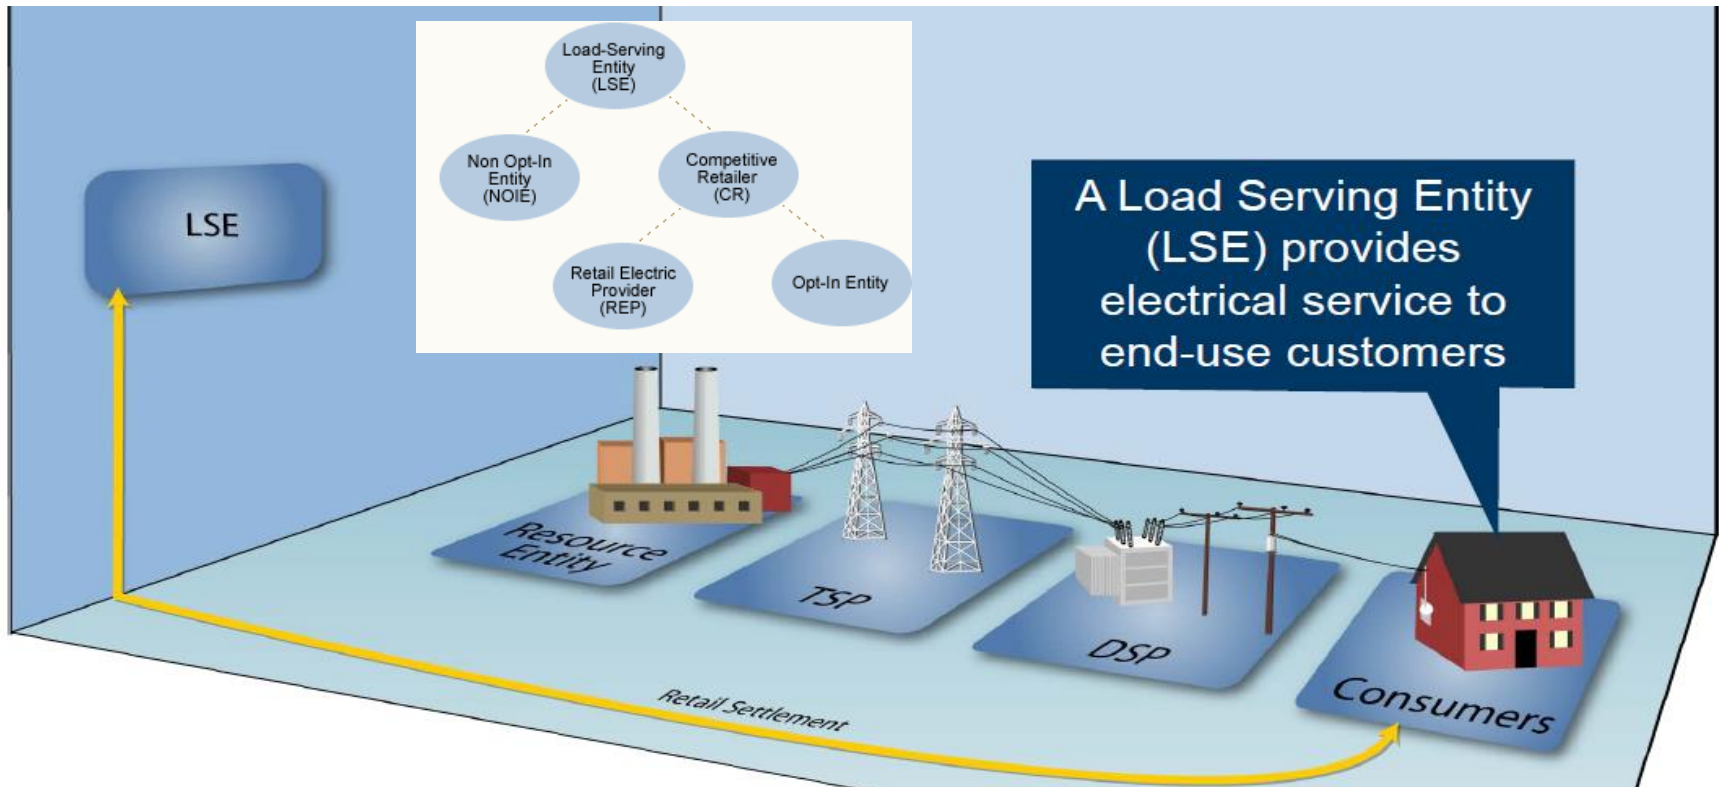 Load-Serving
Entity
(LSE)
Non Opt-In
Entity
(NOIE)
Competitive
Retailer
(CR)
Retail Electric
Provider
(REP)
Opt-In Entity
LSE
A Load Serving Entity
(LSE) provides
electrical service to
end-use customers
Resource
Entity
TSP
DSP
Consumers
Retail Settlement